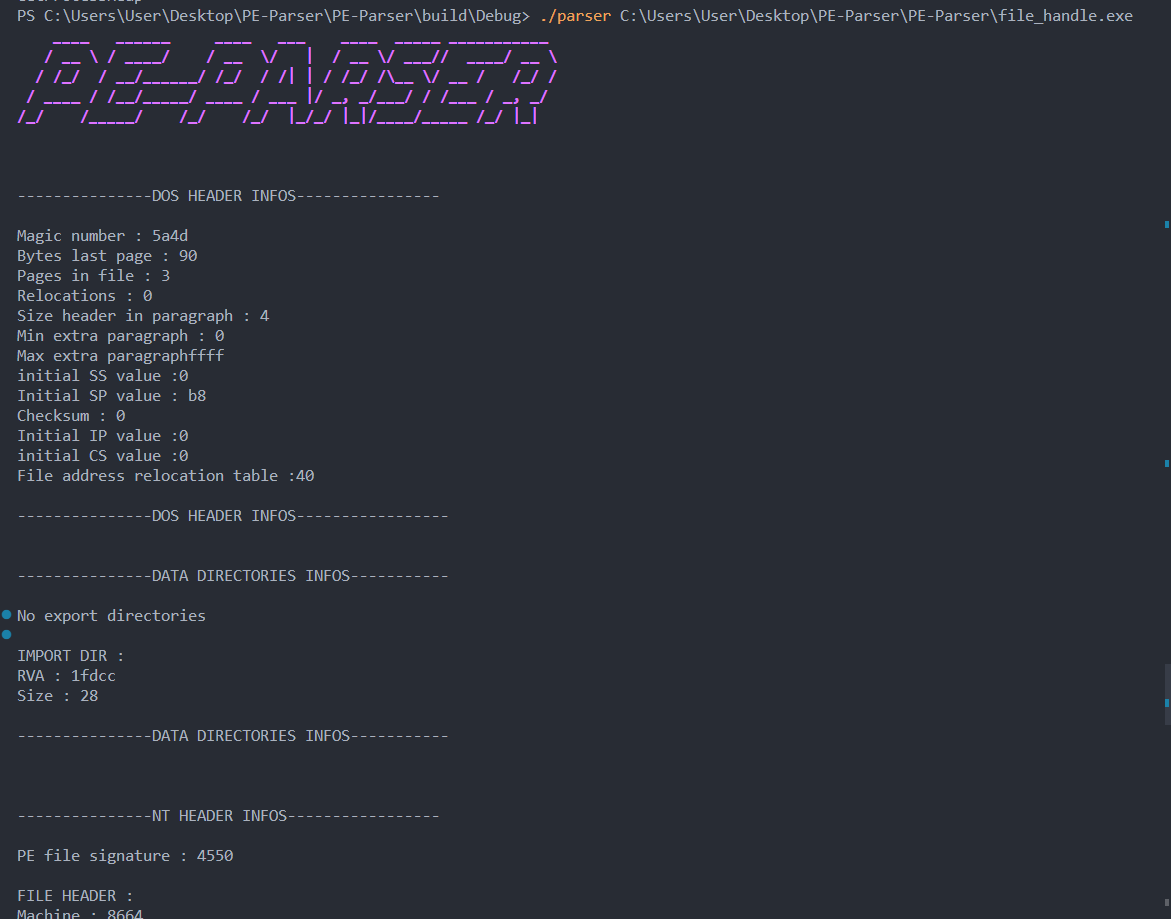 PS C:\Users\User\Desktop\PE-Parser\PE-Parser\build\Debug> ./parser C:\Users\User\Desktop\PE-Parser\PE-Parser\file_handle.exe
PE-PARSER
---------------DOS HEADER INFOS----------------
Magic number : 5a4d
Bytes last page : 90
Pages in file : 3
Relocations : 0
Size header in paragraph : 4
Min extra paragraph : 0
Max extra paragraphffff
initial SS value :0
Initial SP value : b8
Checksum : 0
Initial IP value :0
initial CS value :0
File address relocation table :40
---------------DOS HEADER INFOS-----------------
---------------DATA DIRECTORIES INFOS-----------
No export directories
IMPORT DIR :
RVA : 1fdcc
Size : 28
---------------DATA DIRECTORIES INFOS-----------
---------------NT HEADER INFOS-----------------
PE file signature : 4550
FILE HEADER :
Machine : 8664